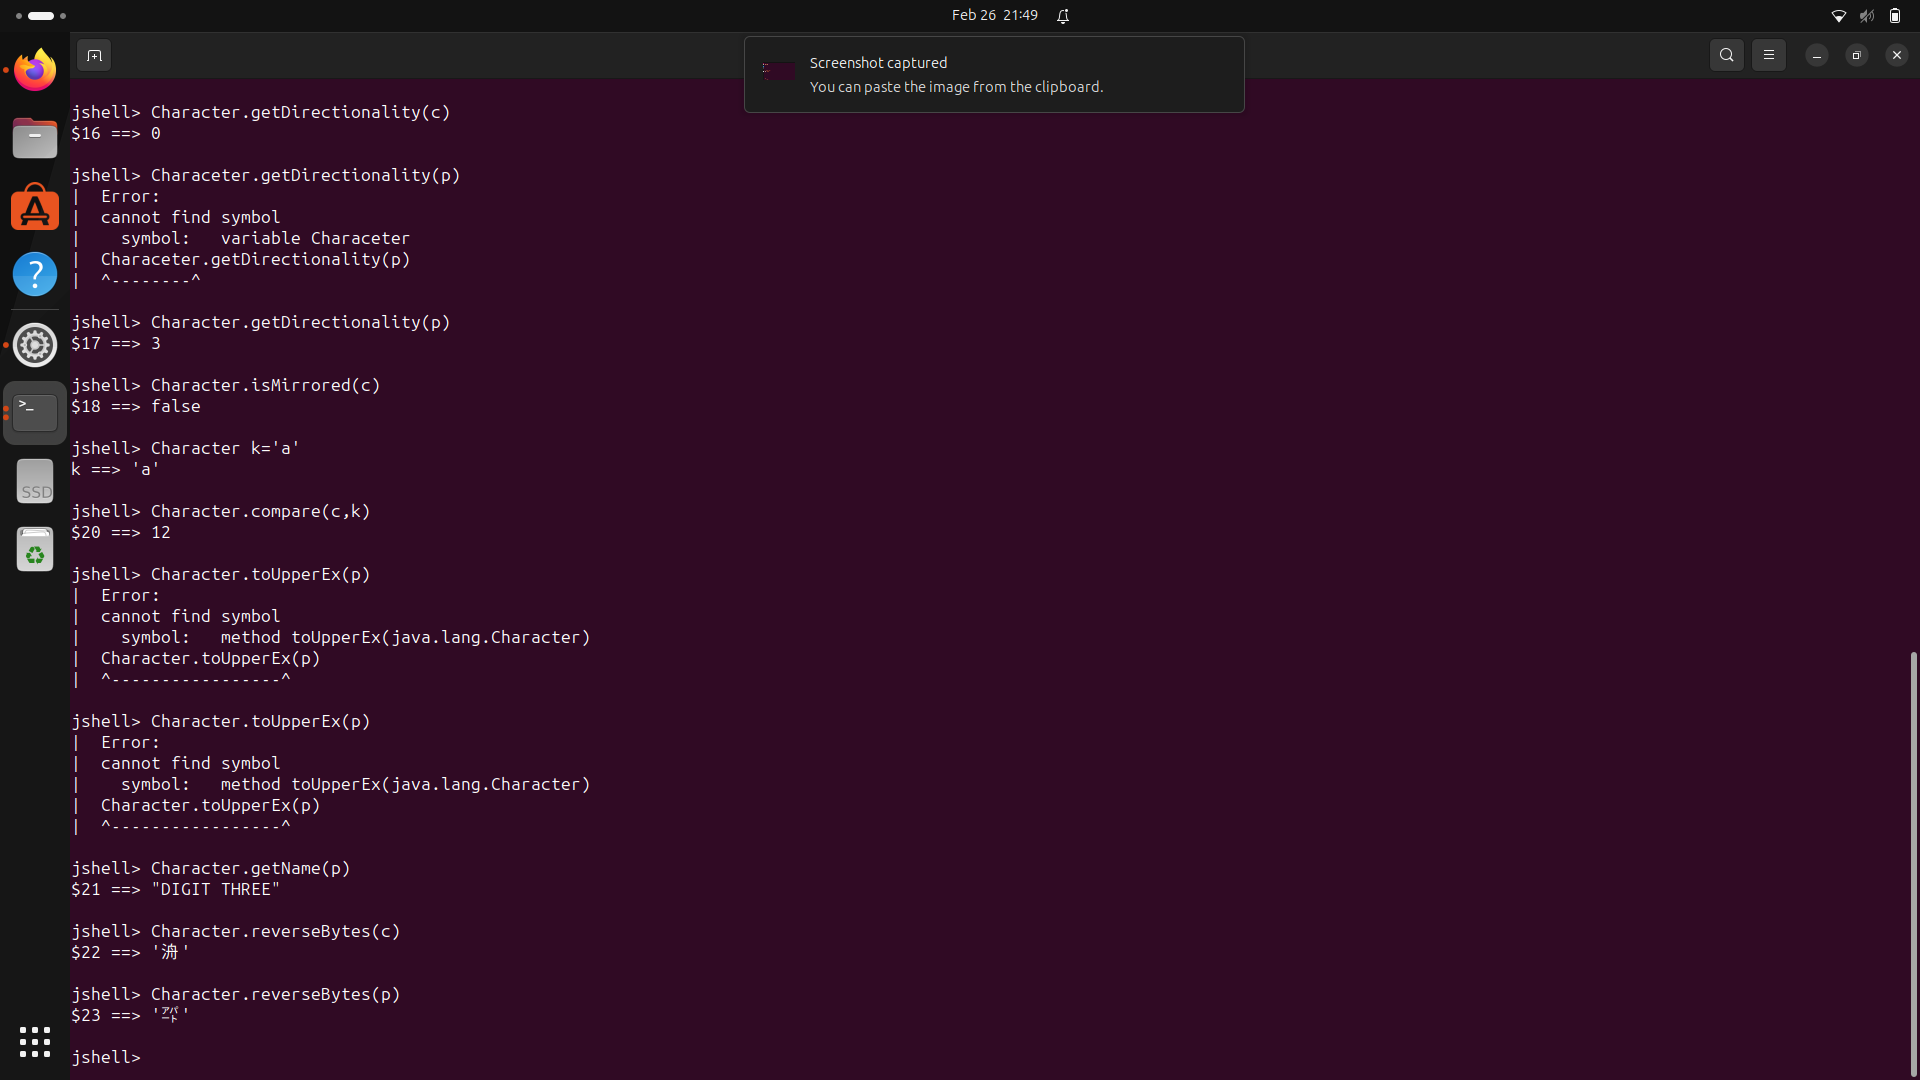 Feb 26 21:49
Screenshot captured
You can paste the image from the clipboard.
jshell> Character.getDirectionality(c)
$16 ==> 0
jshell> Characeter.getDirectionality(p)
| Error:
| cannot find symbol
| symbol: variable Characeter
| Characeter.getDirectionality(p)
| ^--------^
jshell> Character.getDirectionality(p)
$17 ==> 3
jshell> Character.isMirrored(c)
$18 ==> false
jshell> Character k='a'
k ==> 'a'
jshell> Character.compare(c,k)
$20 ==> 12
jshell> Character.toUpperEx(p)
| Error:
| cannot find symbol
| symbol: method toUpperEx(java.lang.Character)
| Character.toUpperEx(p)
| ^-----------------^
jshell> Character.toUpperEx(p)
| Error:
| cannot find symbol
| symbol: method toUpperEx(java.lang.Character)
| Character.toUpperEx(p)
| ^-----------------^
jshell> Character.getName(p)
$21 ==> "DIGIT THREE"
jshell> Character.reverseBytes(c)
$22 ==> '洀'
jshell> Character.reverseBytes(p)
$23 ==> '㌀'
jshell>
SSD